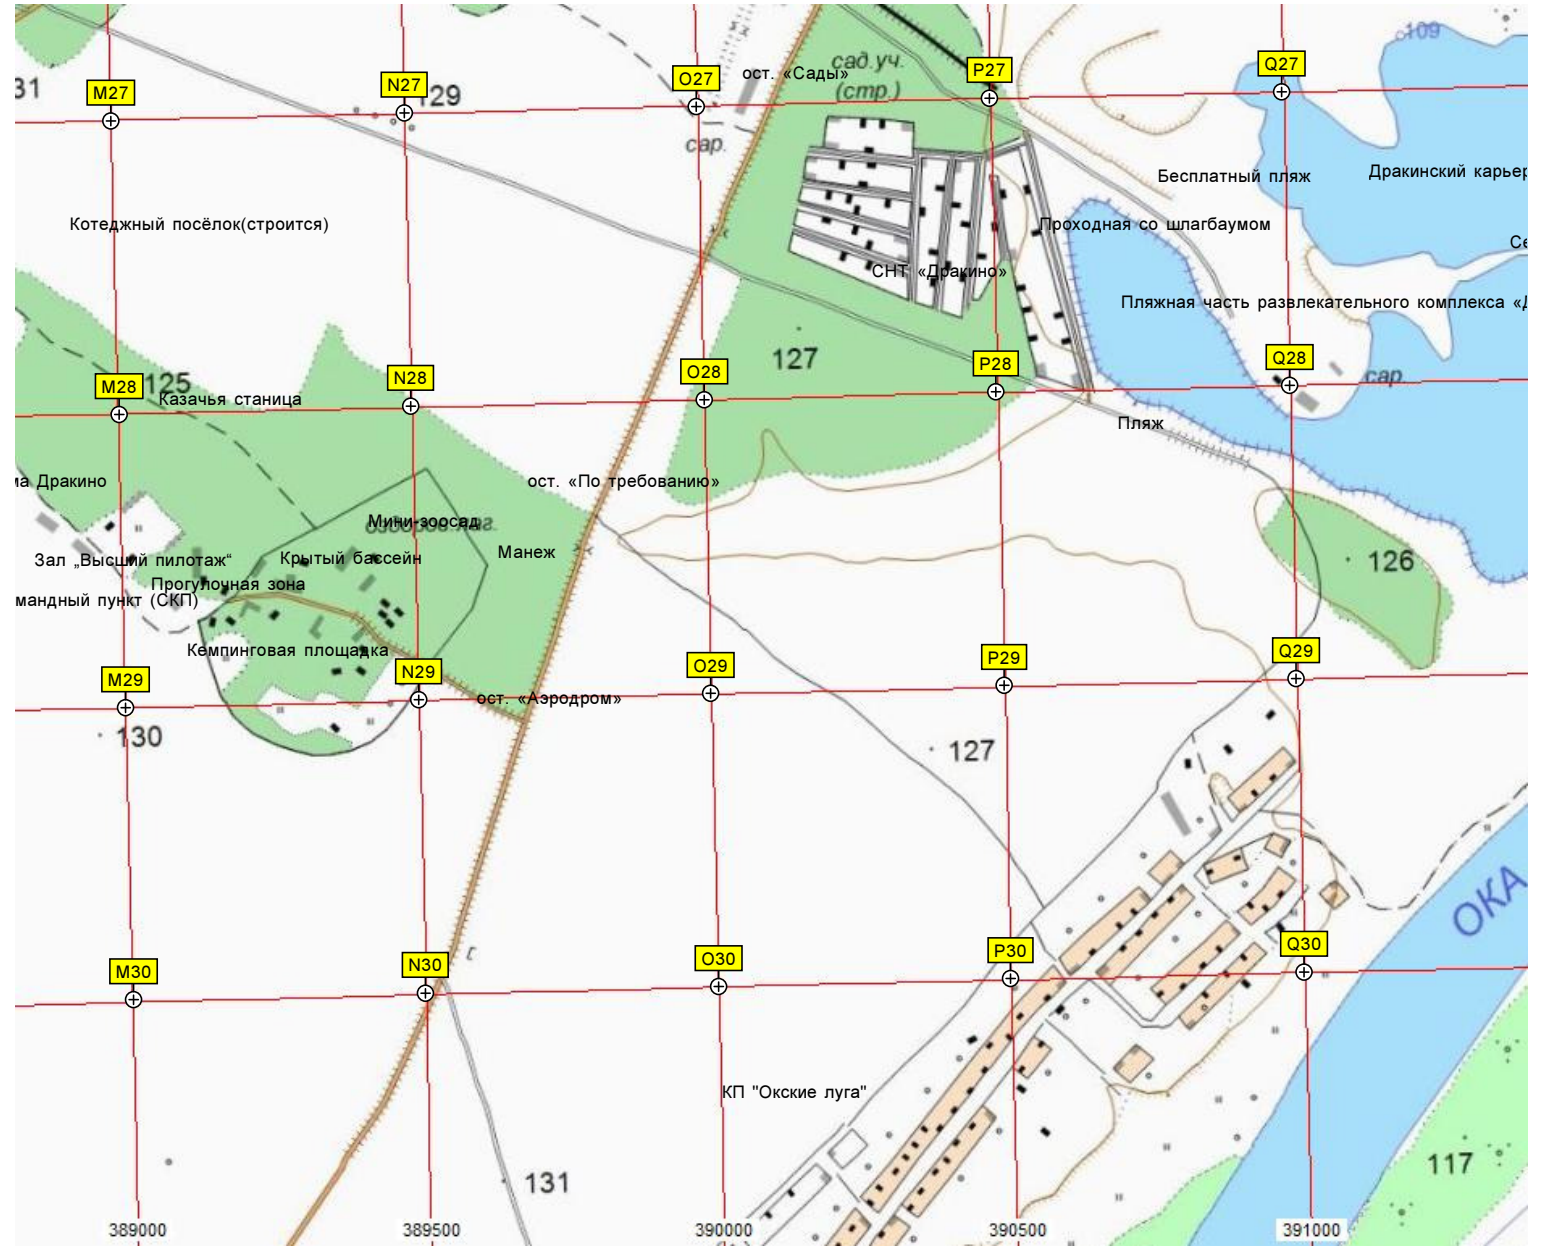 109
ост. «Сады»
сад.уч.
(стр.)
31
M27
N27
129
O27
P27
Q27
сар.
Бесплатный пляж
Дракинский карьер
Котеджный посёлок(строится)
Проходная со шлагбаумом
СНТ «Дракино»
Пляжная часть развлекательного комплекса «Д
127
M28
125
N28
O28
P28
Q28
сар.
Казачья станица
Пляж
ма Дракино
ост. «По требованию»
Мини-зоосад
Манеж
Зал „Высший пилотаж“
Крытый бассейн
126
Прогулочная зона
мандный пункт (СКП)
Кемпинговая площадка
M29
N29
O29
P29
Q29
ост. «Аэродром»
130
127
ОКА
M30
N30
O30
P30
Q30
КП "Окские луга"
131
117
389000
389500
390000
390500
391000